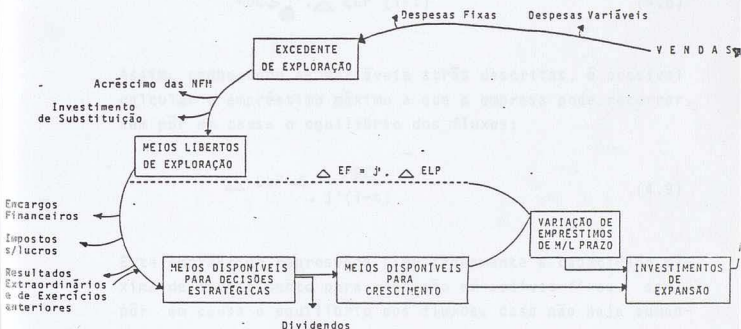 Despesas Fixas
Despesas Variáveis
VENDAS
EXCEDENTE
DE EXPLORAÇÃO
Acréscimo das NFM
Investimento
de Substituição
MEIOS LIBERTOS
DE EXPLORAÇÃO
△ EF = j'. △ ELP
Encargos
Financeiros
Impostos
s/lucros
Resultados
Extraordinários
e de Exercícios
anteriores
VARIAÇÃO DE
EMPRÉSTIMOS
DE M/L PRAZO
MEIOS DISPONÍVEIS
PARA DECISÕES
ESTRATÉGICAS
MEIOS DISPONÍVEIS
PARA
CRESCIMENTO
INVESTIMENTOS
DE
EXPANSÃO
Dividendos